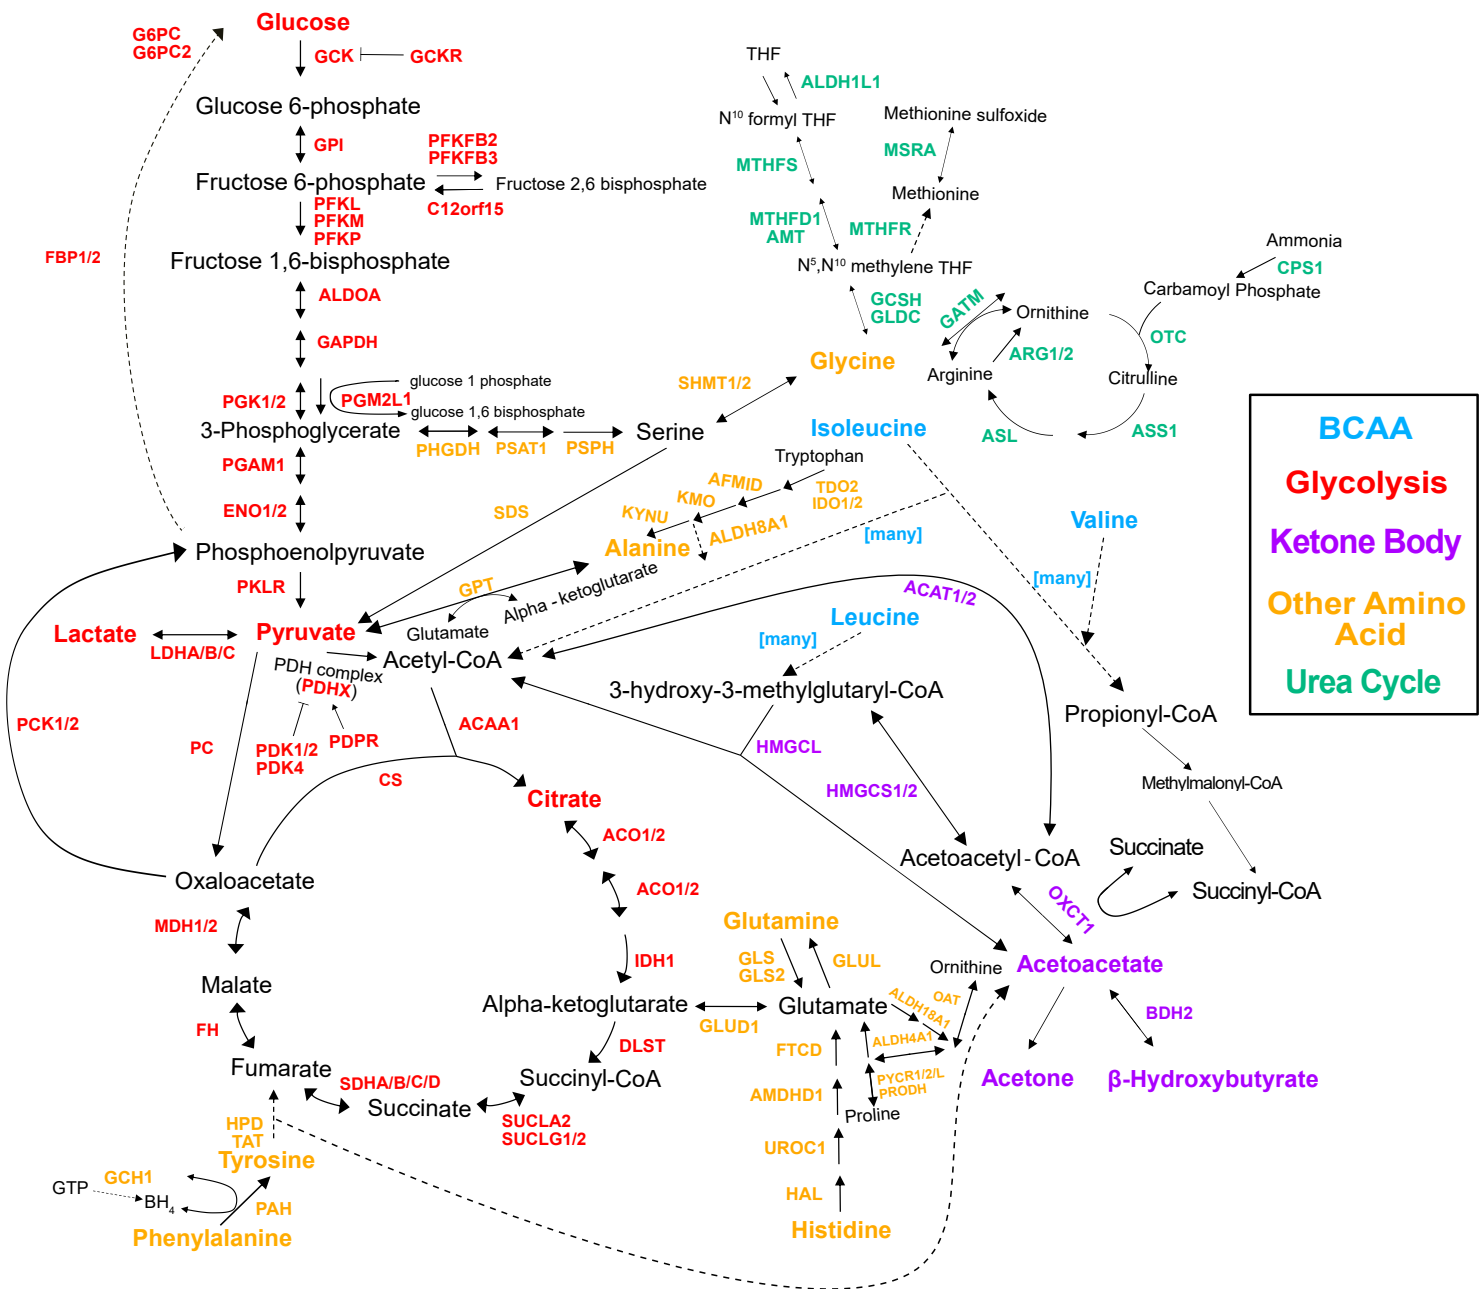 Glucose
G6PC
G6PC2
GCK
GCKR
Glucose 6-phosphate
GPI
PFKFB2
PFKFB3
Fructose 6-phosphate
Fructose 2,6 bisphosphate
C12orf15
PFKL
PFKM
PFKP
FBP1/2
Fructose 1,6-bisphosphate
ALDOA
GAPDH
PGK1/2
glucose 1 phosphate
PGM2L1
glucose 1,6 bisphosphate
3-Phosphoglycerate
PHGDH
PSAT1
PSPH
Serine
SHMT1/2
Glycine
PGAM1
ENO1/2
Phosphoenolpyruvate
PKLR
SDS
THF
ALDH1L1
N¹⁰ formyl THF
MTHFS
MTHFD1
AMT
N⁵,N¹⁰ methylene THF
Methionine sulfoxide
MSRA
Methionine
MTHFR
GCSH
GLDC
GATM
Ornithine
ARG1/2
Arginine
Ammonia
CPS1
Carbamoyl Phosphate
OTC
Citrulline
ASS1
ASL
BCAA
Glycolysis
Ketone Body
Other Amino
Acid
Urea Cycle
Isoleucine
Tryptophan
TDO2
IDO1/2
AFMID
KMO
KYNU
ALDH8A1
Alanine
[many]
Valine
[many]
GPT
Alpha - ketoglutarate
Glutamate
Lactate
LDHA/B/C
Pyruvate
Acetyl-CoA
PDH complex
(PDHX)
PDK1/2
PDK4
PDPR
PCK1/2
PC
ACAA1
CS
ACAT1/2
Leucine
[many]
3-hydroxy-3-methylglutaryl-CoA
HMGCL
HMGCS1/2
Propionyl-CoA
Methylmalonyl-CoA
Succinate
Succinyl-CoA
Acetoacetyl - CoA
OXCT1
Acetoacetate
BDH2
Acetone
β-Hydroxybutyrate
Citrate
ACO1/2
ACO1/2
IDH1
Oxaloacetate
MDH1/2
Malate
FH
Fumarate
SDHA/B/C/D
Succinate
SUCLA2
SUCLG1/2
Succinyl-CoA
DLST
Alpha-ketoglutarate
GLUD1
Glutamine
GLS
GLS2
GLUL
Glutamate
Ornithine
OAT
ALDH18A1
ALDH4A1
PYCR1/2/L
PRODH
Proline
FTCD
AMDHD1
UROC1
HAL
Histidine
HPD
TAT
Tyrosine
GCH1
GTP
BH₄
PAH
Phenylalanine